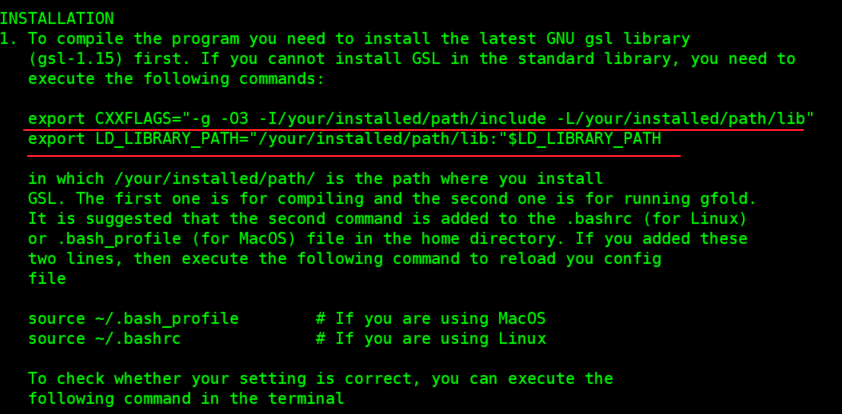 INSTALLATION
1. To compile the program you need to install the latest GNU gsl library
(gsl-1.15) first. If you cannot install GSL in the standard library, you need to
execute the following commands:
export CXXFLAGS="-g -O3 -I/your/installed/path/include -L/your/installed/path/lib"
export LD_LIBRARY_PATH="/your/installed/path/lib:"$LD_LIBRARY_PATH
in which /your/installed/path/ is the path where you install
GSL. The first one is for compiling and the second one is for running gfold.
It is suggested that the second command is added to the .bashrc (for Linux)
or .bash_profile (for MacOS) file in the home directory. If you added these
two lines, then execute the following command to reload you config
file
source ~/.bash_profile        # If you are using MacOS
source ~/.bashrc              # If you are using Linux
To check whether your setting is correct, you can execute the
following command in the terminal